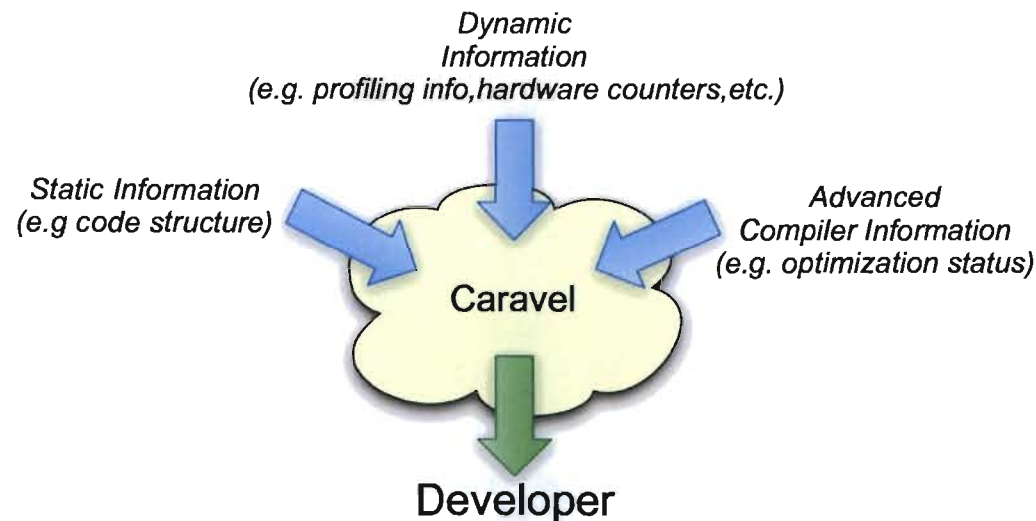 Dynamic
Information
(e.g. profiling info,hardware counters,etc.)
Static Information
(e.g code structure)
Advanced
Compiler Information
(e.g. optimization status)
Caravel
Developer